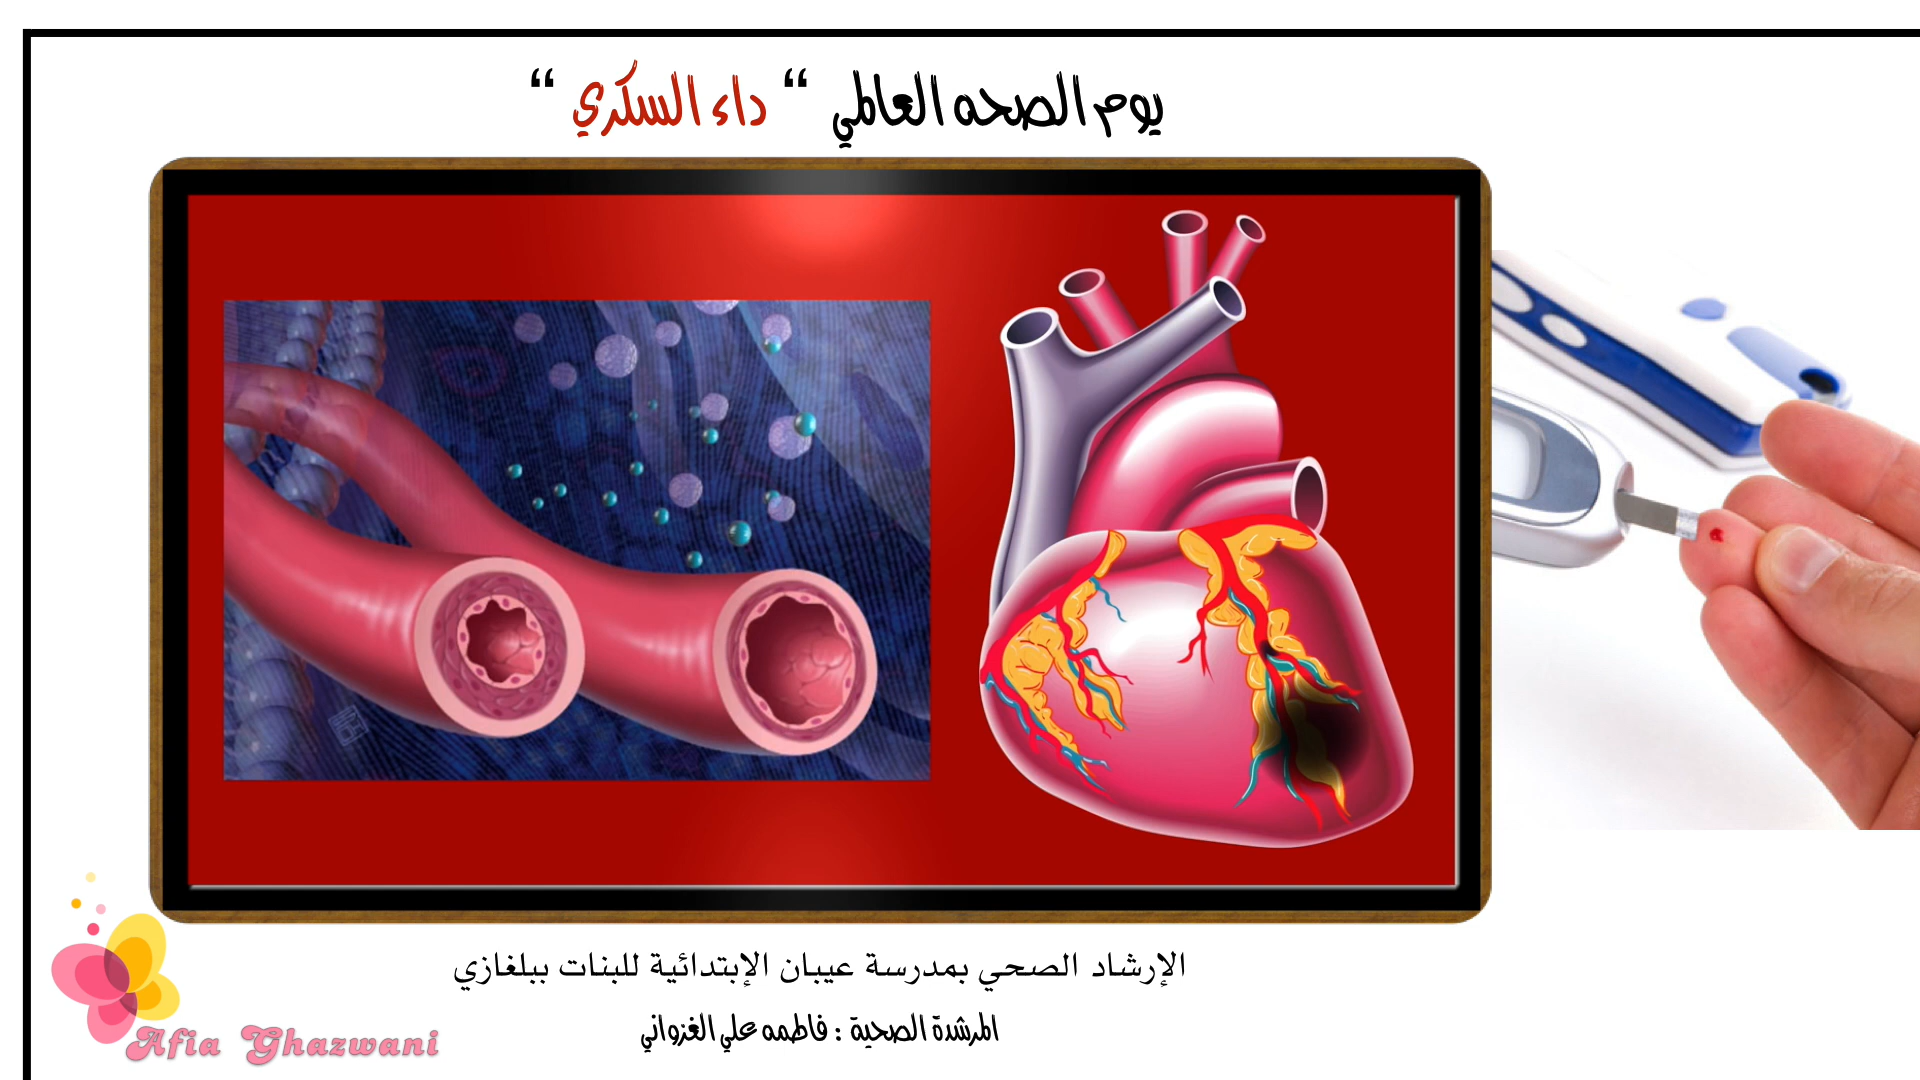 يوم الصحه العالمي “ داء السكري “
الإرشاد الصحي بمدرسة عيبان الإبتدائية للبنات ببلغازي
المرشدة الصحية : فاطمه علي الغزواني
Afia Ghazwani